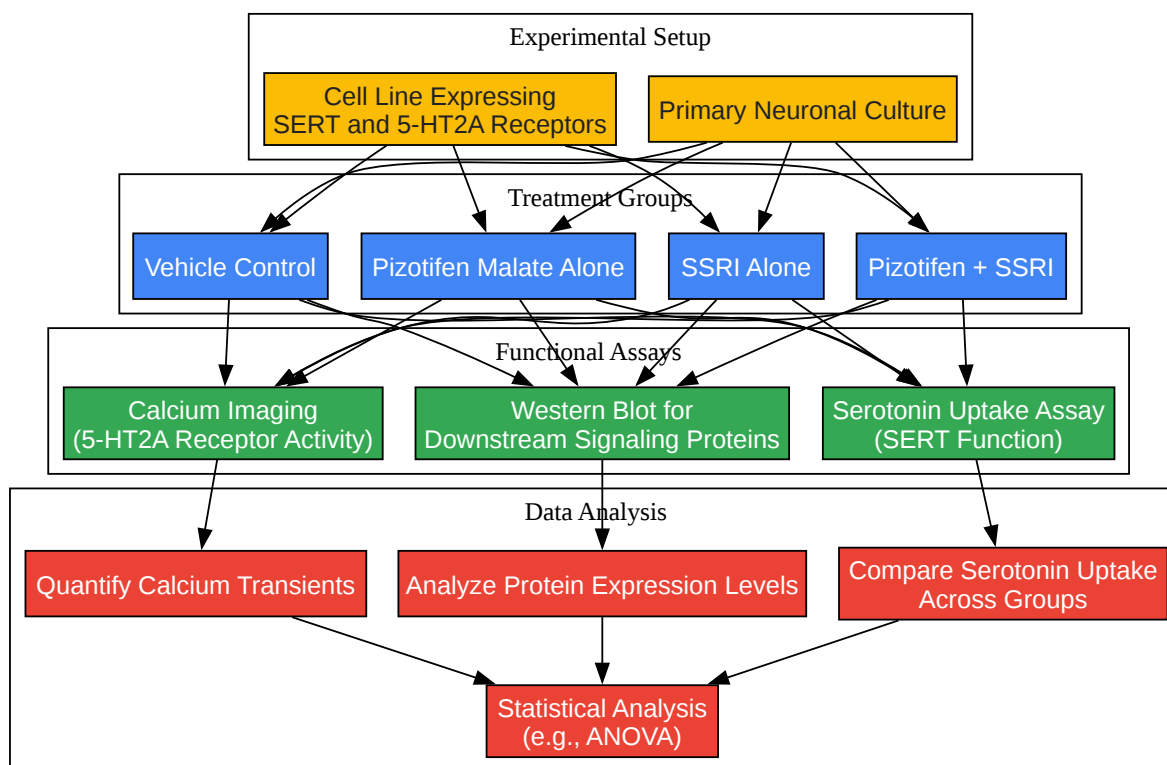 Experimental Setup
Cell Line Expressing
SERT and 5-HT2A Receptors
Primary Neuronal Culture
Treatment Groups
Vehicle Control
Pizotifen Malate Alone
SSRI Alone
Pizotifen + SSRI
Functional Assays
Calcium Imaging
(5-HT2A Receptor Activity)
Western Blot for
Downstream Signaling Proteins
Serotonin Uptake Assay
(SERT Function)
Data Analysis
Quantify Calcium Transients
Analyze Protein Expression Levels
Compare Serotonin Uptake
Across Groups
Statistical Analysis
(e.g., ANOVA)